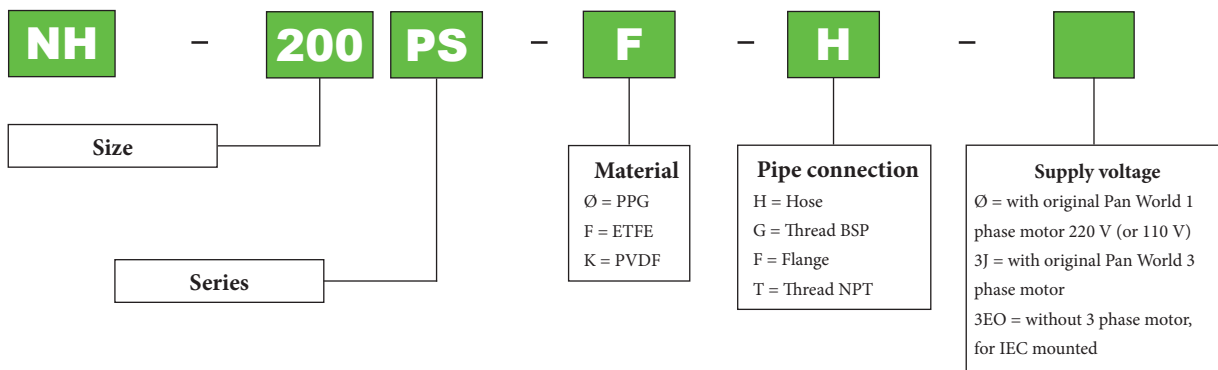 NH - 200 PS - F - H -
Size
Series
Material
Ø = PPG
F = ETFE
K = PVDF
Pipe connection
H = Hose
G = Thread BSP
F = Flange
T = Thread NPT
Supply voltage
Ø = with original Pan World 1
phase motor 220 V (or 110 V)
3J = with original Pan World 3
phase motor
3EO = without 3 phase motor,
for IEC mounted